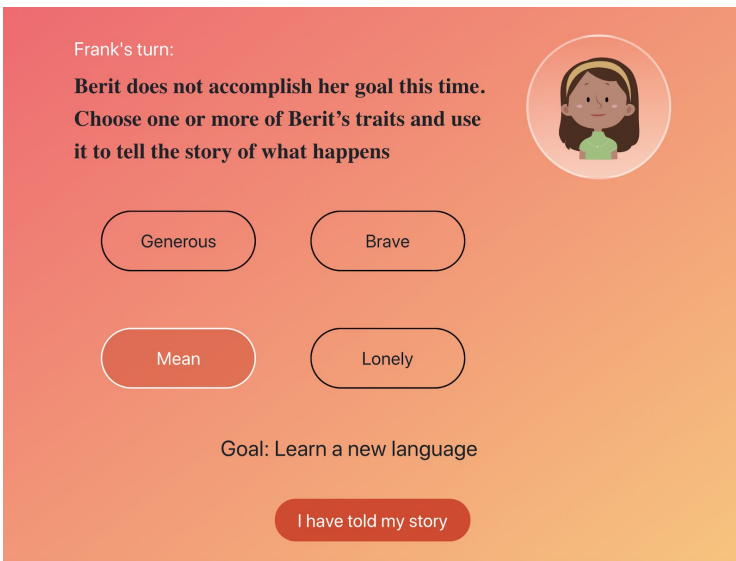 Frank's turn:
Berit does not accomplish her goal this time.
Choose one or more of Berit’s traits and use
it to tell the story of what happens
Generous
Brave
Mean
Lonely
Goal: Learn a new language
I have told my story